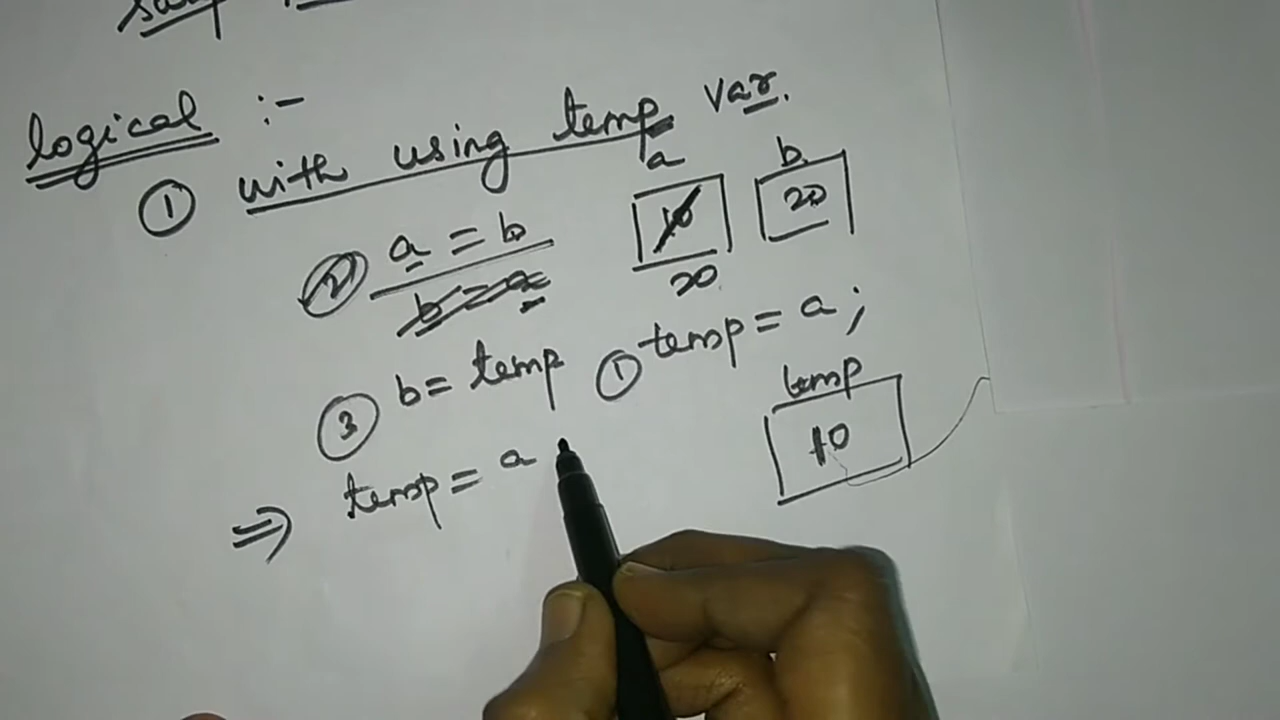 logical :-
① with using temp var.
a b
② a = b 10 20
b = a 20
③ b = temp ① temp = a ;
temp
⇒ temp = a 10